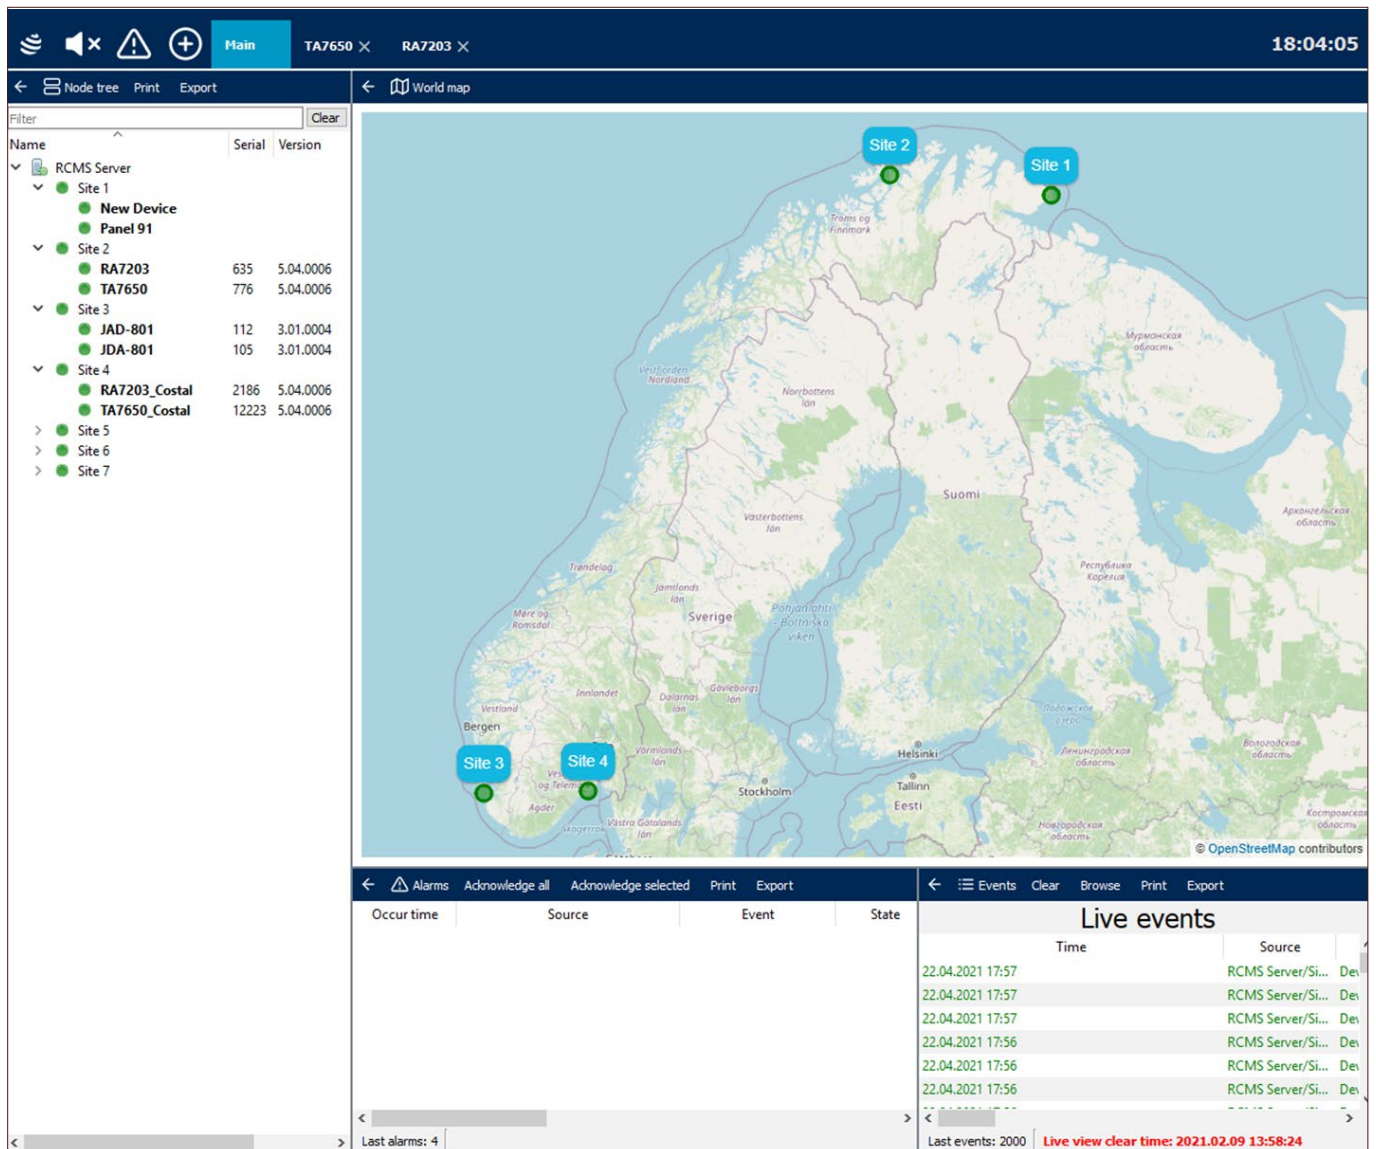 Main TA7650 RA7203 18:04:05
Node tree Print Export
World map
Filter Clear
Name Serial Version
RCMS Server
Site 1
New Device
Panel 91
Site 2
RA7203 635 5.04.0006
TA7650 776 5.04.0006
Site 3
JAD-801 112 3.01.0004
JDA-801 105 3.01.0004
Site 4
RA7203_Costal 2186 5.04.0006
TA7650_Costal 12223 5.04.0006
Site 5
Site 6
Site 7
Site 2
Site 1
Troms og
Finnmark
Мурманская
область
Vestfjorden
Nordland
Norrbottens
län
Suomi
Västerbottens
län
Архангельская
область
Trøndelag
Республика
Карелия
Jämtlands
län
Møre og
Romsdal
Sverige
Pohjanlahti
- Bottniska
viken
Innlandet
Dalarnas
län
Gävleborgs
län
Vestland
Bergen
Ладожское
озеро
Site 3
Site 4
Värmlands
län
Helsinki
Ленинградская
область
Вологодская
область
og Telemark
Stockholm
Tallinn
Eesti
Agder
Skagerrak
Västra Götalands
län
Новгородская
область
Костромская
область
© OpenStreetMap contributors
Alarms Acknowledge all Acknowledge selected Print Export
Occur time Source Event State
Last alarms: 4
Events Clear Browse Print Export
Live events
Time Source
22.04.2021 17:57 RCMS Server/Si... Dev
22.04.2021 17:57 RCMS Server/Si... Dev
22.04.2021 17:57 RCMS Server/Si... Dev
22.04.2021 17:56 RCMS Server/Si... Dev
22.04.2021 17:56 RCMS Server/Si... Dev
22.04.2021 17:56 RCMS Server/Si... Dev
Last events: 2000 Live view clear time: 2021.02.09 13:58:24